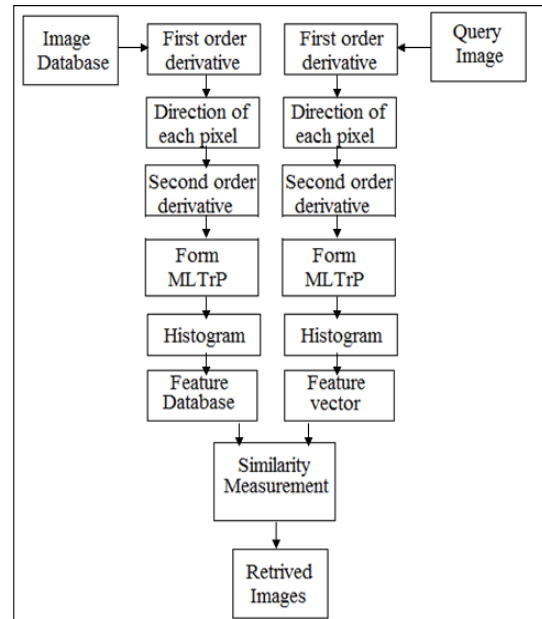 Image
Database
First order
derivative
First order
derivative
Query
Image
Direction of
each pixel
Direction of
each pixel
Second order
derivative
Second order
derivative
Form
MLTrP
Form
MLTrP
Histogram
Histogram
Feature
Database
Feature
vector
Similarity
Measurement
Retrived
Images